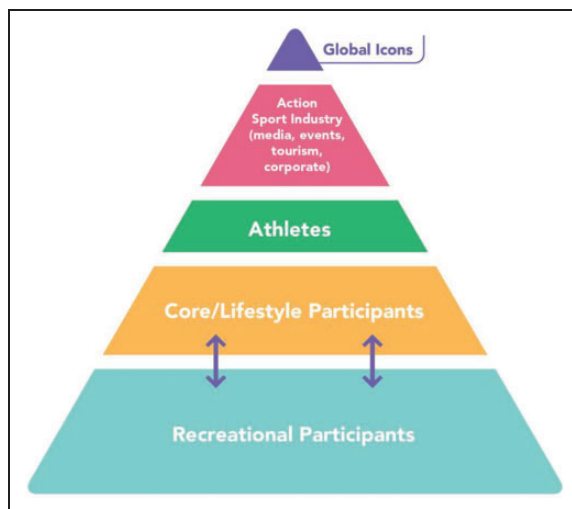 Global Icons
Action
Sport Industry
(media, events,
tourism,
corporate)
Athletes
Core/Lifestyle Participants
Recreational Participants